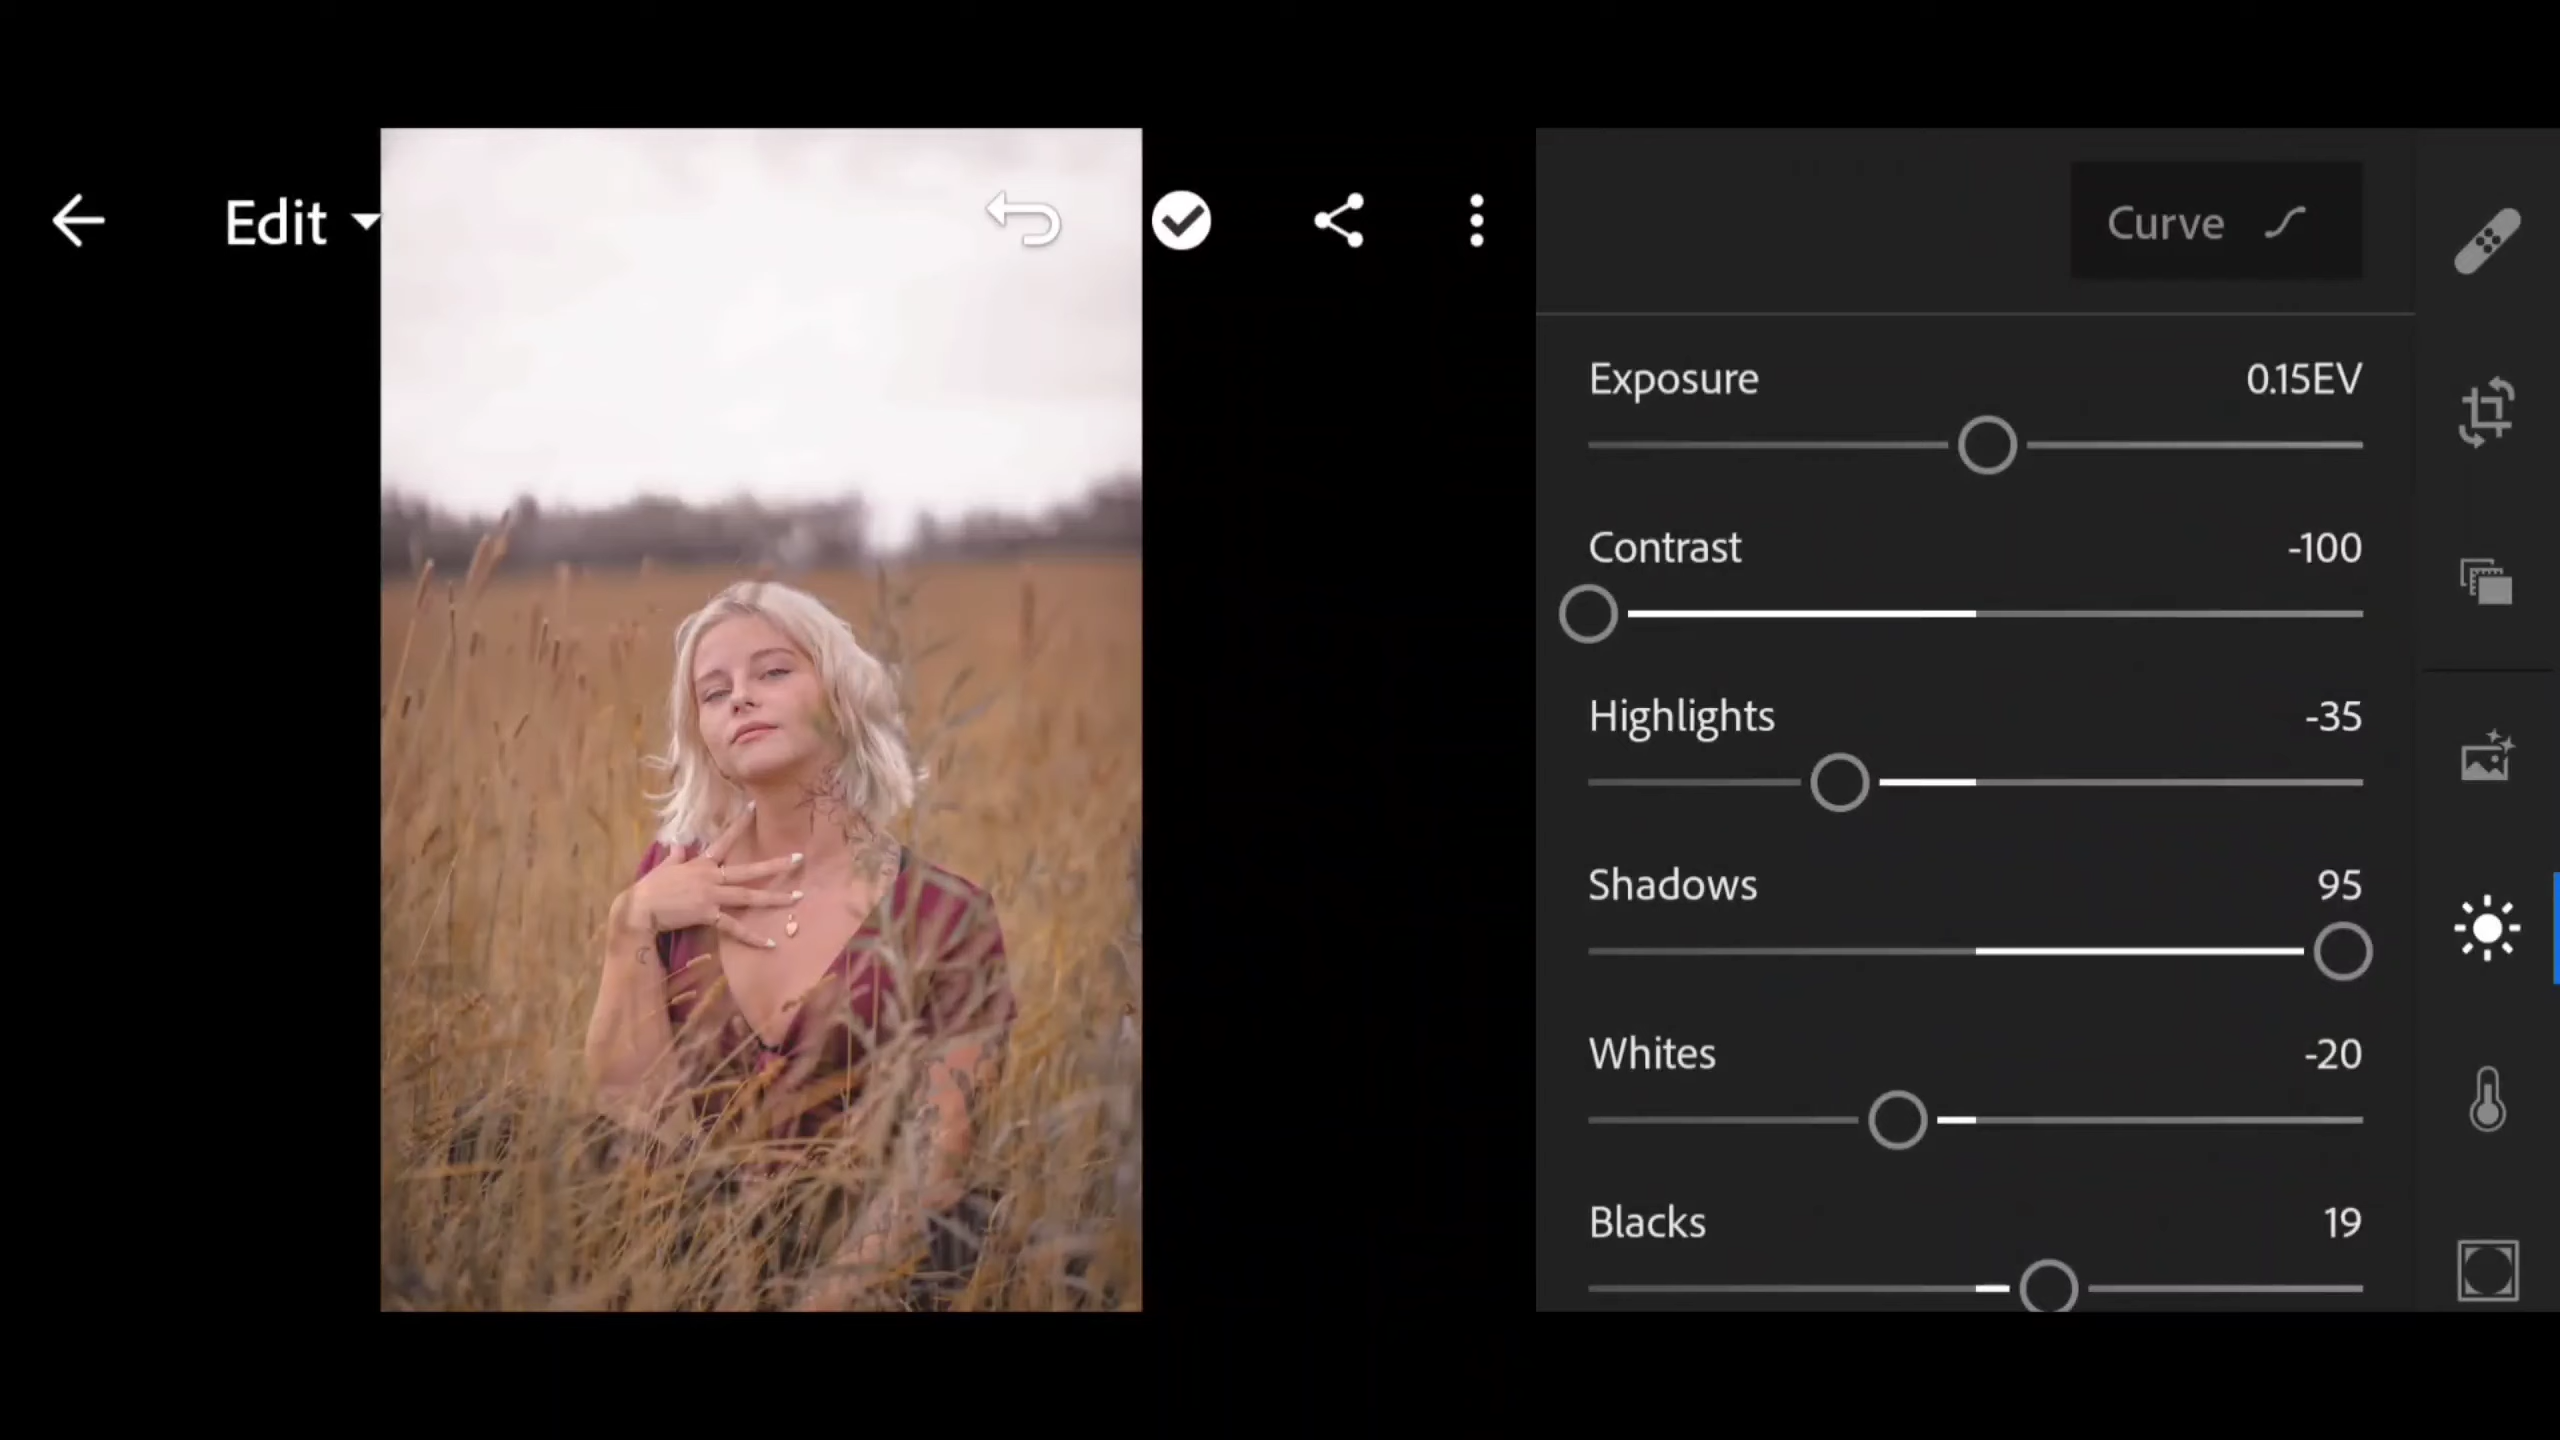 Edit
Curve
Exposure 0.15EV
Contrast -100
Highlights -35
Shadows 95
Whites -20
Blacks 19